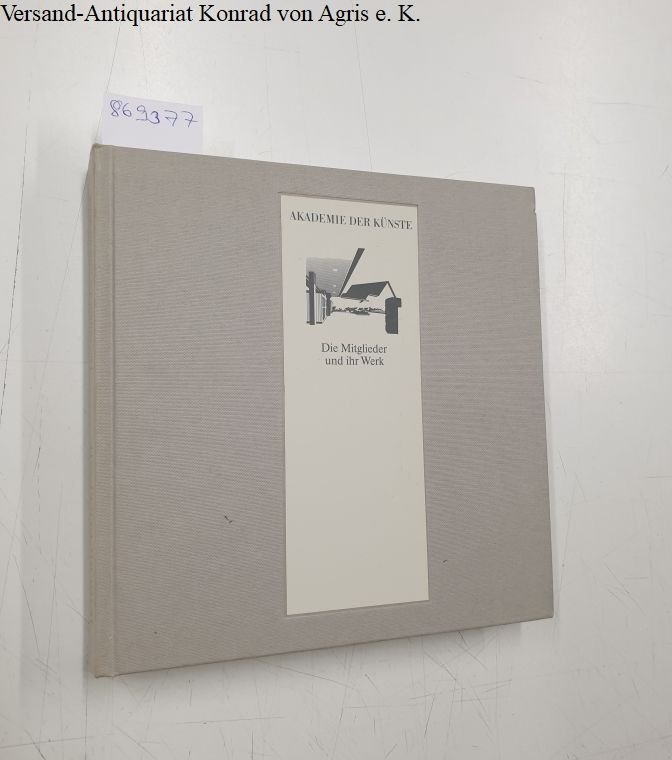 Versand-Antiquariat Konrad von Agris e. K.
869377
AKADEMIE DER KÜNSTE
Die Mitglieder
und ihr Werk